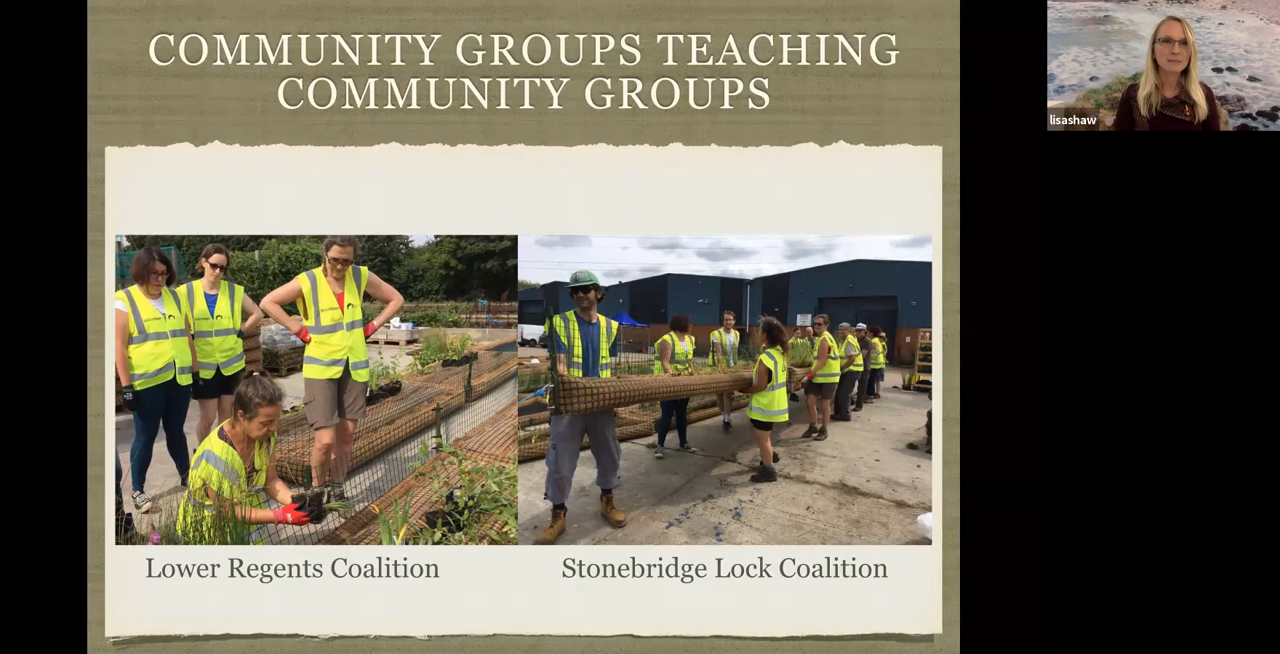 COMMUNITY GROUPS TEACHING
COMMUNITY GROUPS
lisashaw
Lower Regents Coalition
Stonebridge Lock Coalition